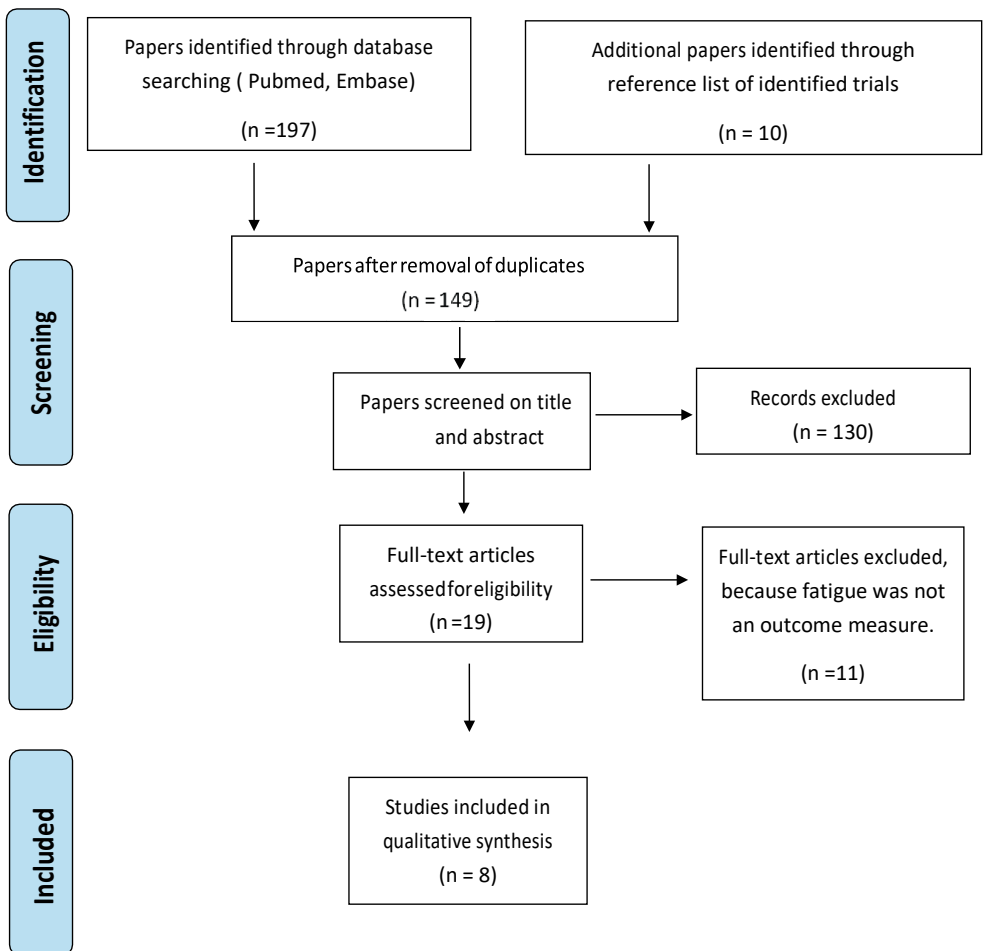 Identification
Papers identified through database
searching ( Pubmed, Embase)
(n =197)
Additional papers identified through
reference list of identified trials
(n = 10)
Screening
Papers after removal of duplicates
(n = 149)
Papers screened on title
and abstract
Records excluded
(n = 130)
Eligibility
Full-text articles
assessed for eligibility
(n =19)
Full-text articles excluded,
because fatigue was not
an outcome measure.
(n =11)
Included
Studies included in
qualitative synthesis
(n = 8)